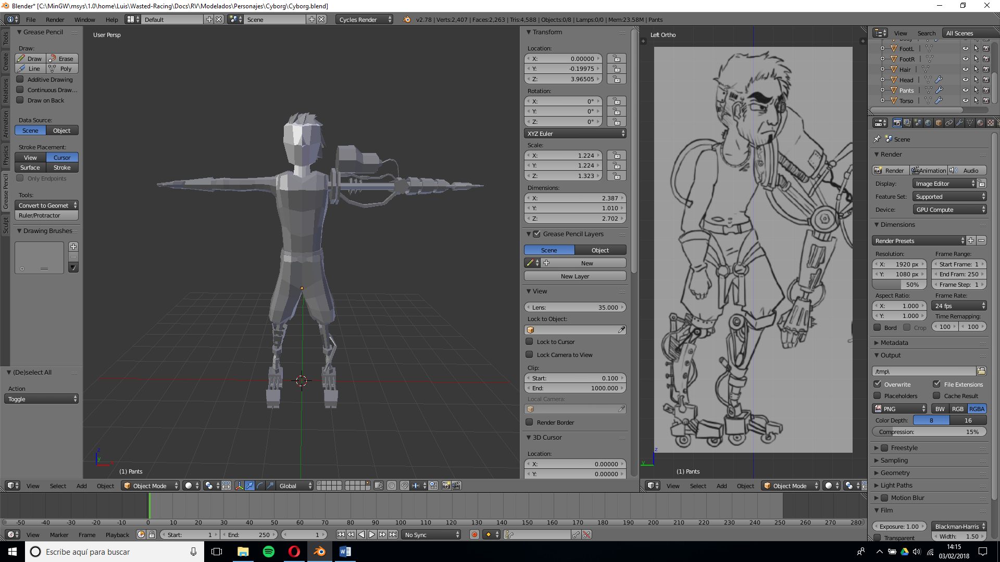 Blender* [C:\MinGW\msys\1.0\home\Luis\Wasted-Racing\Docs\RV\Modelados\Personajes\Cyborg\Cyborg.blend]
File Render Window Help Default Scene Cycles Render v2.78 | Verts:2,407 | Faces:2,263 | Tris:4,588 | Objects:0/8 | Lamps:0/0 | Mem:23.58M | Pants
Tools
Create
Relations
Animation
Physics
Grease Pencil
Sculpt
Grease Pencil
Draw:
Draw Erase
Line Poly
Additive Drawing
Continuous Draw...
Draw on Back
Data Source:
Scene Object
Stroke Placement:
View Cursor
Surface Stroke
Only Endpoints
Tools:
Convert to Geomet
Ruler/Protractor
Drawing Brushes
(De)select All
Action
Toggle
User Persp
z
y
x
(1) Pants
Transform
Location:
X: 0.00000
Y: -0.19975
Z: 3.96505
Rotation:
X: 0°
Y: 0°
Z: 0°
XYZ Euler
Scale:
X: 1.224
Y: 1.224
Z: 1.323
Dimensions:
X: 2.387
Y: 1.010
Z: 2.702
Grease Pencil Layers
Scene Object
New
New Layer
View
Lens: 35.000
Lock to Object:
Lock to Cursor
Lock Camera to View
Clip:
Start: 0.100
End: 1000.000
Local Camera:
Render Border
3D Cursor
Location:
X: 0.00000
Y: 0.00000
Left Ortho
z
y
(1) Pants
View Search All Scenes
Body
FootL
FootR
Hair
Head
Pants
Torso
Scene
Render
Render Animation Audio
Display: Image Editor
Feature Set: Supported
Device: GPU Compute
Dimensions
Render Presets
Resolution: Frame Range:
X: 1920 px Start Frame: 1
Y: 1080 px End Fram: 250
50% Frame Step: 1
Aspect Ratio: Frame Rate:
X: 1.000 24 fps
Y: 1.000 Time Remapping:
Bord Crop 100 100
Metadata
Output
/tmp\
Overwrite File Extensions
Placeholders Cache Result
PNG BW RGB RGBA
Color Depth: 8 16
Compression: 15%
Freestyle
Sampling
Geometry
Light Paths
Motion Blur
Film
Exposure: 1.00 Blackman-Harris
Transparent Width: 1.50
View Select Add Object Object Mode Global
View Select Add Object Object Mode
-50 -40 -30 -20 -10 0 10 20 30 40 50 60 70 80 90 100 110 120 130 140 150 160 170 180 190 200 210 220 230 240 250 260 270 280
View Marker Frame Playback Start: 1 End: 250 1 No Sync
Escribe aquí para buscar
14:15
03/02/2018